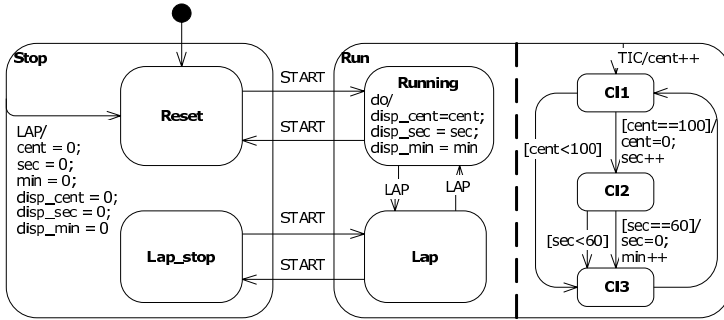 Stop
Reset
LAP/
cent = 0;
sec = 0;
min = 0;
disp_cent = 0;
disp_sec = 0;
disp_min = 0
Lap_stop
START
START
START
START
Run
Running
do/
disp_cent=cent;
disp_sec = sec;
disp_min = min
LAP
LAP
Lap
TIC/cent++
Cl1
[cent<100]
[cent==100]/
cent=0;
sec++
Cl2
[sec<60]
[sec==60]/
sec=0;
min++
Cl3